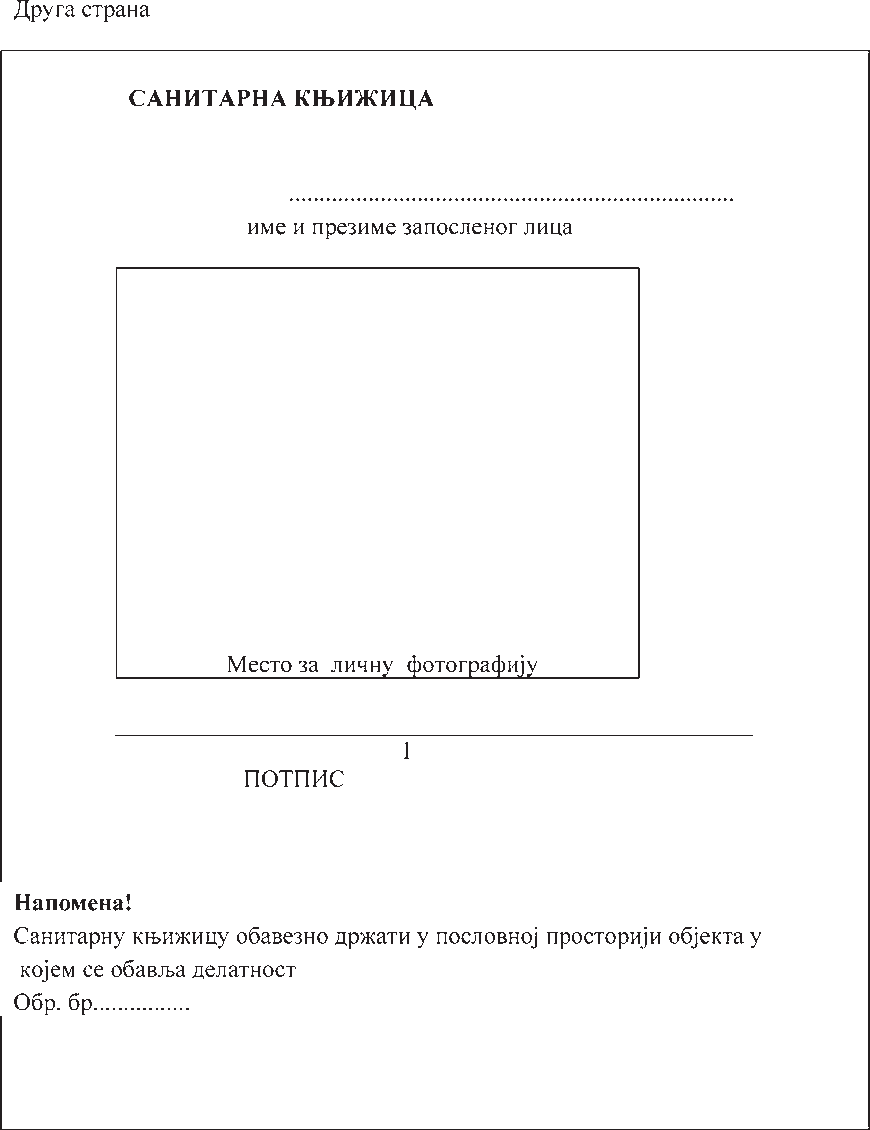 Друга страна
САНИТАРНА КЊИЖИЦА
.........................................................................
име и презиме запосленог лица
Место за личну фотографију
1
ПОТПИС
Напомена!
Санитарну књижицу обавезно држати у пословној просторији објекта у
којем се обавља делатност
Обр. бр................